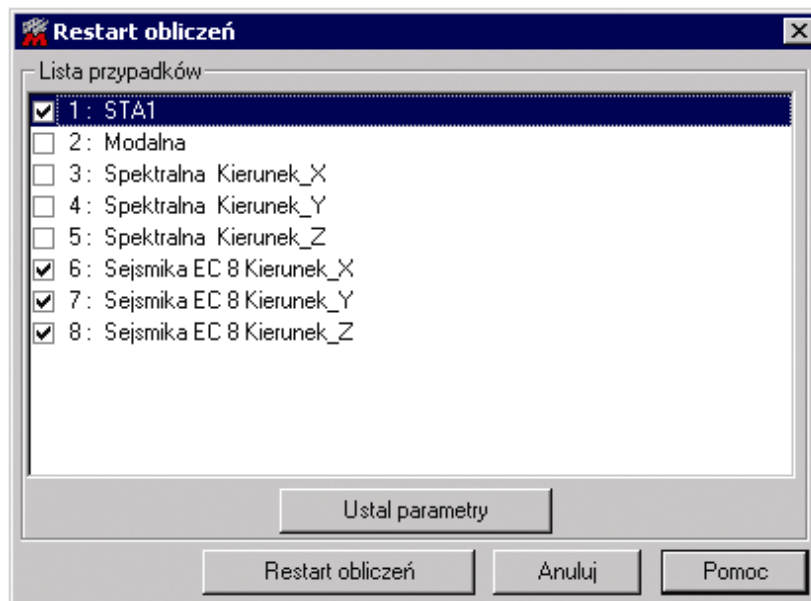 Restart obliczeń
Lista przypadków
1 : STA1
2 : Modalna
3 : Spektralna Kierunek_X
4 : Spektralna Kierunek_Y
5 : Spektralna Kierunek_Z
6 : Sejsmika EC 8 Kierunek_X
7 : Sejsmika EC 8 Kierunek_Y
8 : Sejsmika EC 8 Kierunek_Z
Ustal parametry
Restart obliczeń Anuluj Pomoc